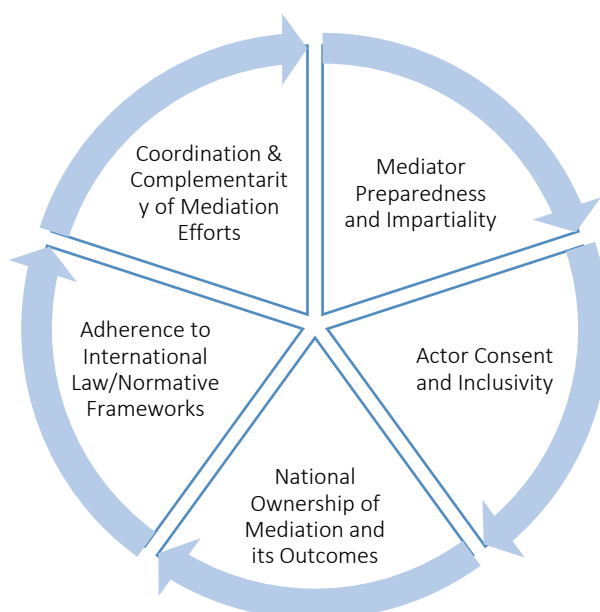 Mediator
Preparedness
and Impartiality
Actor Consent
and Inclusivity
National
Ownership of
Mediation and
its Outcomes
Adherence to
International
Law/Normative
Frameworks
Coordination &
Complementarit
y of Mediation
Efforts